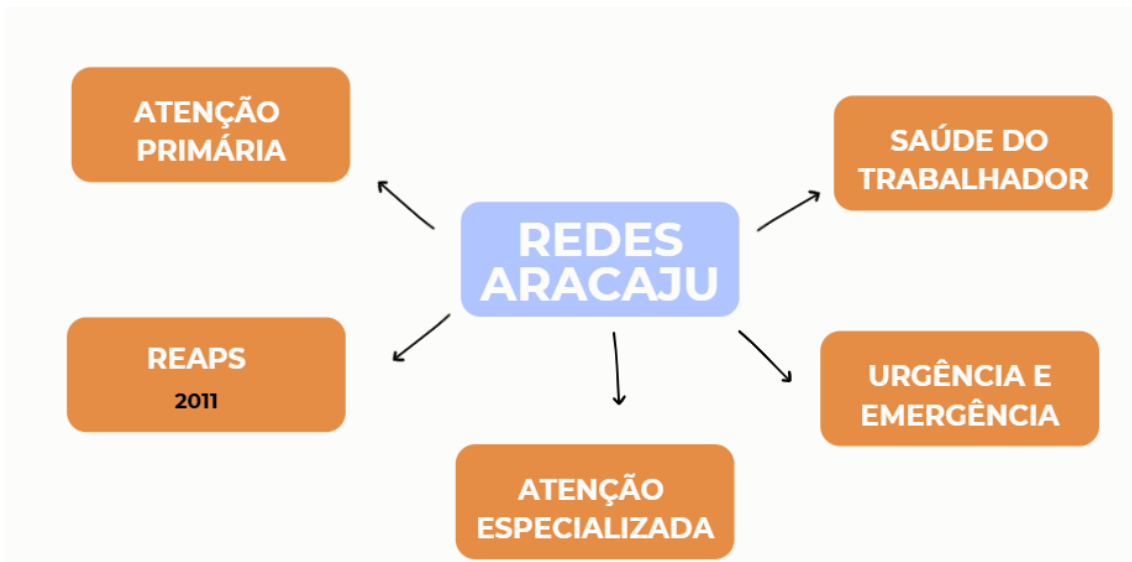 ATENÇÃO
PRIMÁRIA
SAÚDE DO
TRABALHADOR
REDES
ARACAJU
REAPS
2011
URGÊNCIA E
EMERGÊNCIA
ATENÇÃO
ESPECIALIZADA